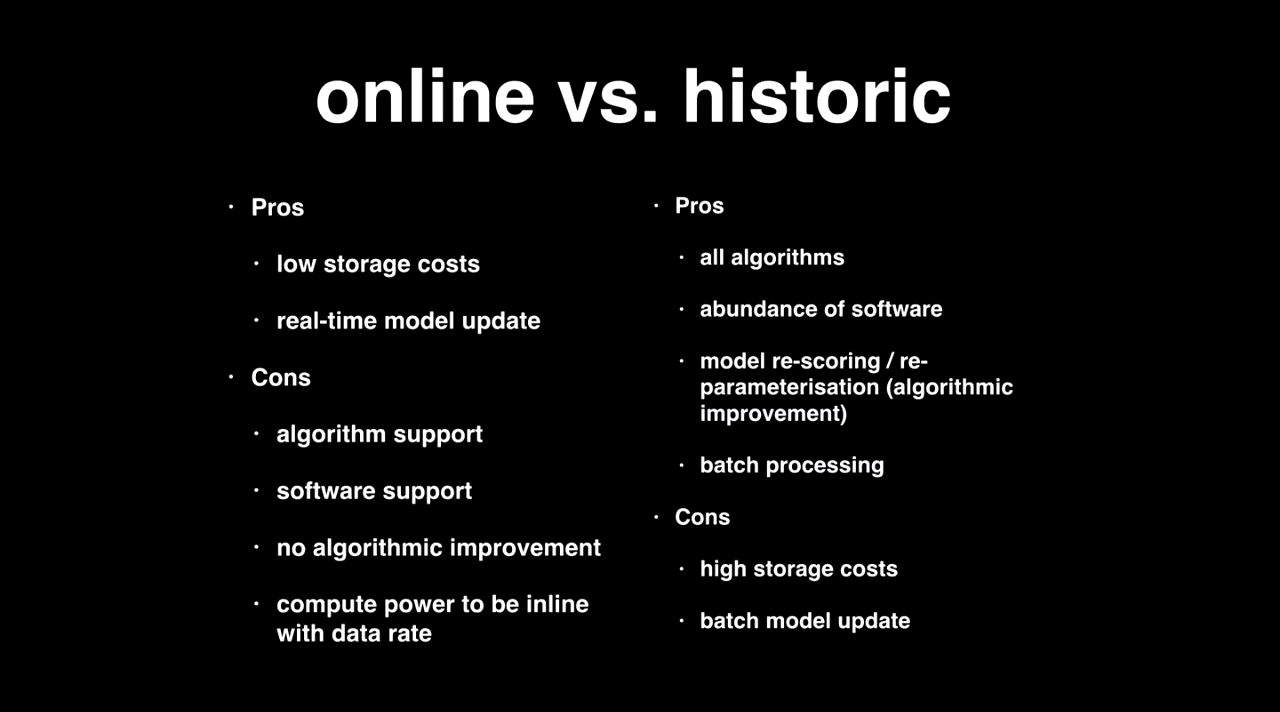 online vs. historic
· Pros
· low storage costs
· real-time model update
· Cons
· algorithm support
· software support
· no algorithmic improvement
· compute power to be inline
with data rate
· Pros
· all algorithms
· abundance of software
· model re-scoring / re-
parameterisation (algorithmic
improvement)
· batch processing
· Cons
· high storage costs
· batch model update